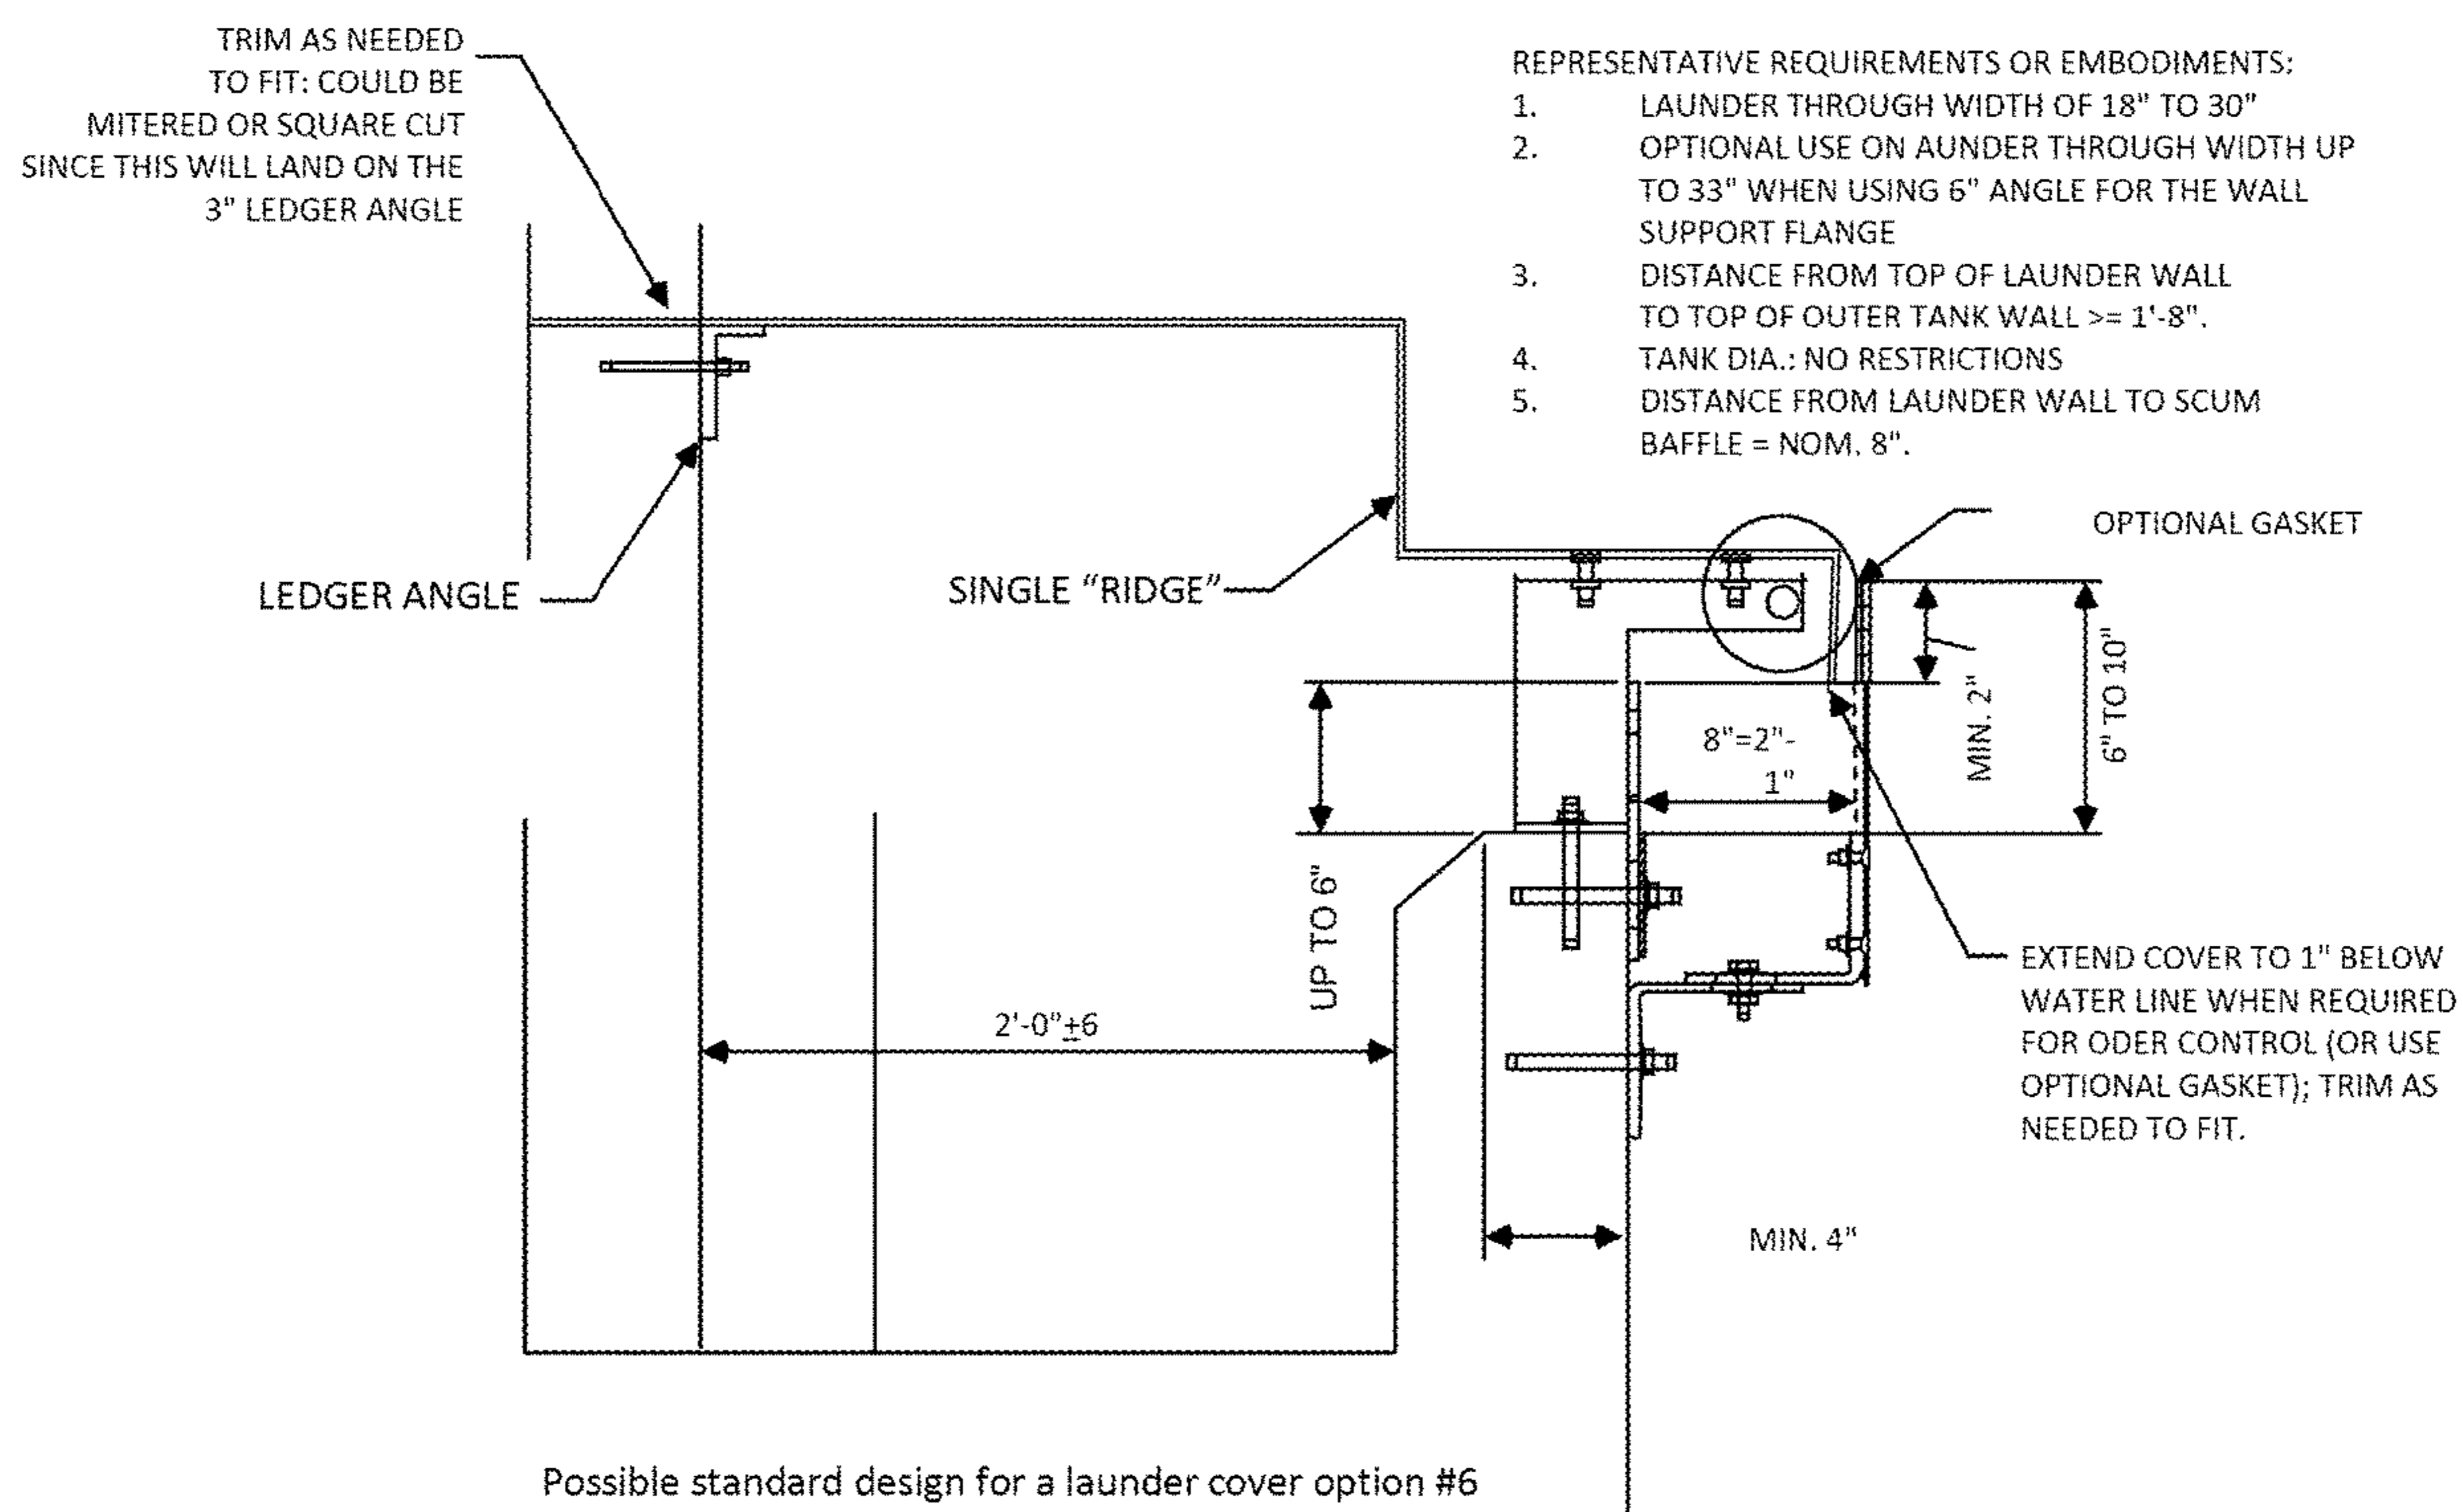 TRIM AS NEEDED
TO FIT: COULD BE
MITERED OR SQUARE CUT
SINCE THIS WILL LAND ON THE
3" LEDGER ANGLE
REPRESENTATIVE REQUIREMENTS OR EMBODIMENTS:
1. LAUNDER THROUGH WIDTH OF 18" TO 30"
2. OPTIONAL USE ON AUNDER THROUGH WIDTH UP
TO 33" WHEN USING 6" ANGLE FOR THE WALL
SUPPORT FLANGE
3. DISTANCE FROM TOP OF LAUNDER WALL
TO TOP OF OUTER TANK WALL >= 1'-8".
4. TANK DIA.: NO RESTRICTIONS
5. DISTANCE FROM LAUNDER WALL TO SCUM
BAFFLE = NOM. 8".
OPTIONAL GASKET
LEDGER ANGLE
SINGLE “RIDGE”
MIN. 2"
6" TO 10"
8"=2"-
1"
UP TO 6"
2'-0"±6
EXTEND COVER TO 1" BELOW
WATER LINE WHEN REQUIRED
FOR ODER CONTROL (OR USE
OPTIONAL GASKET); TRIM AS
NEEDED TO FIT.
MIN. 4"
Possible standard design for a launder cover option #6